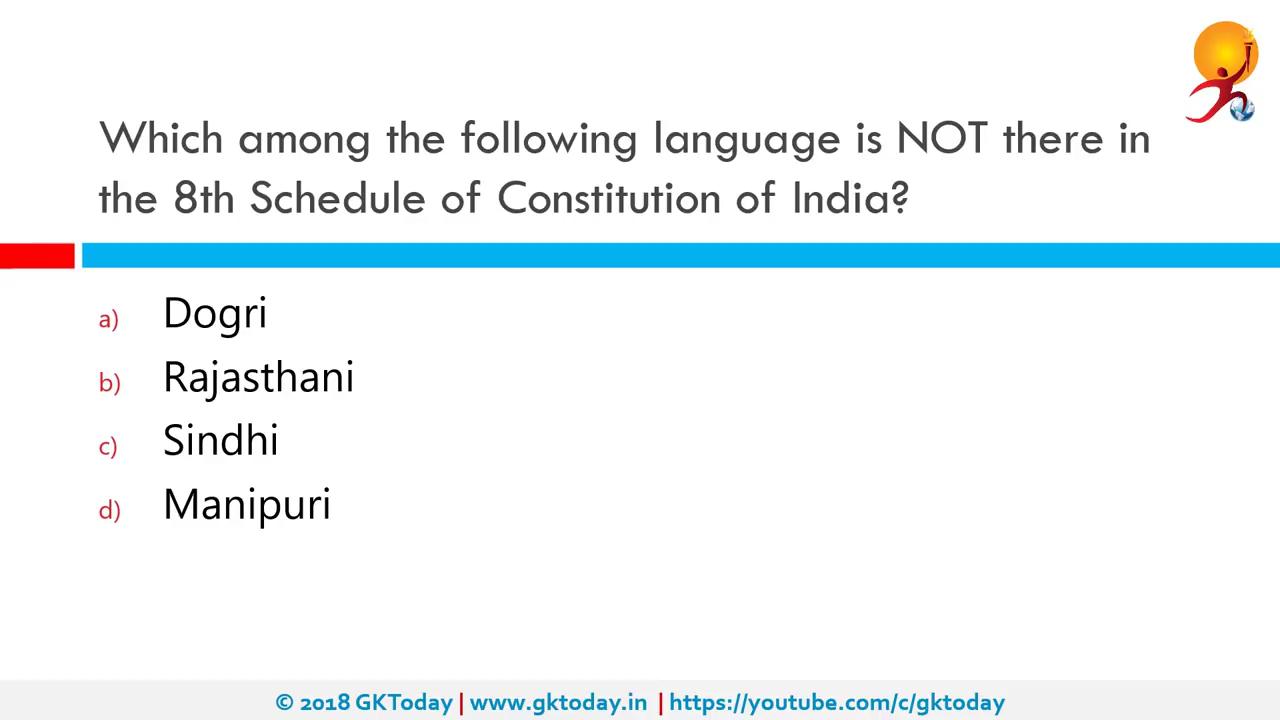 Which among the following language is NOT there in
the 8th Schedule of Constitution of India?
a) Dogri
b) Rajasthani
c) Sindhi
d) Manipuri
© 2018 GKToday | www.gktoday.in | https://youtube.com/c/gktoday